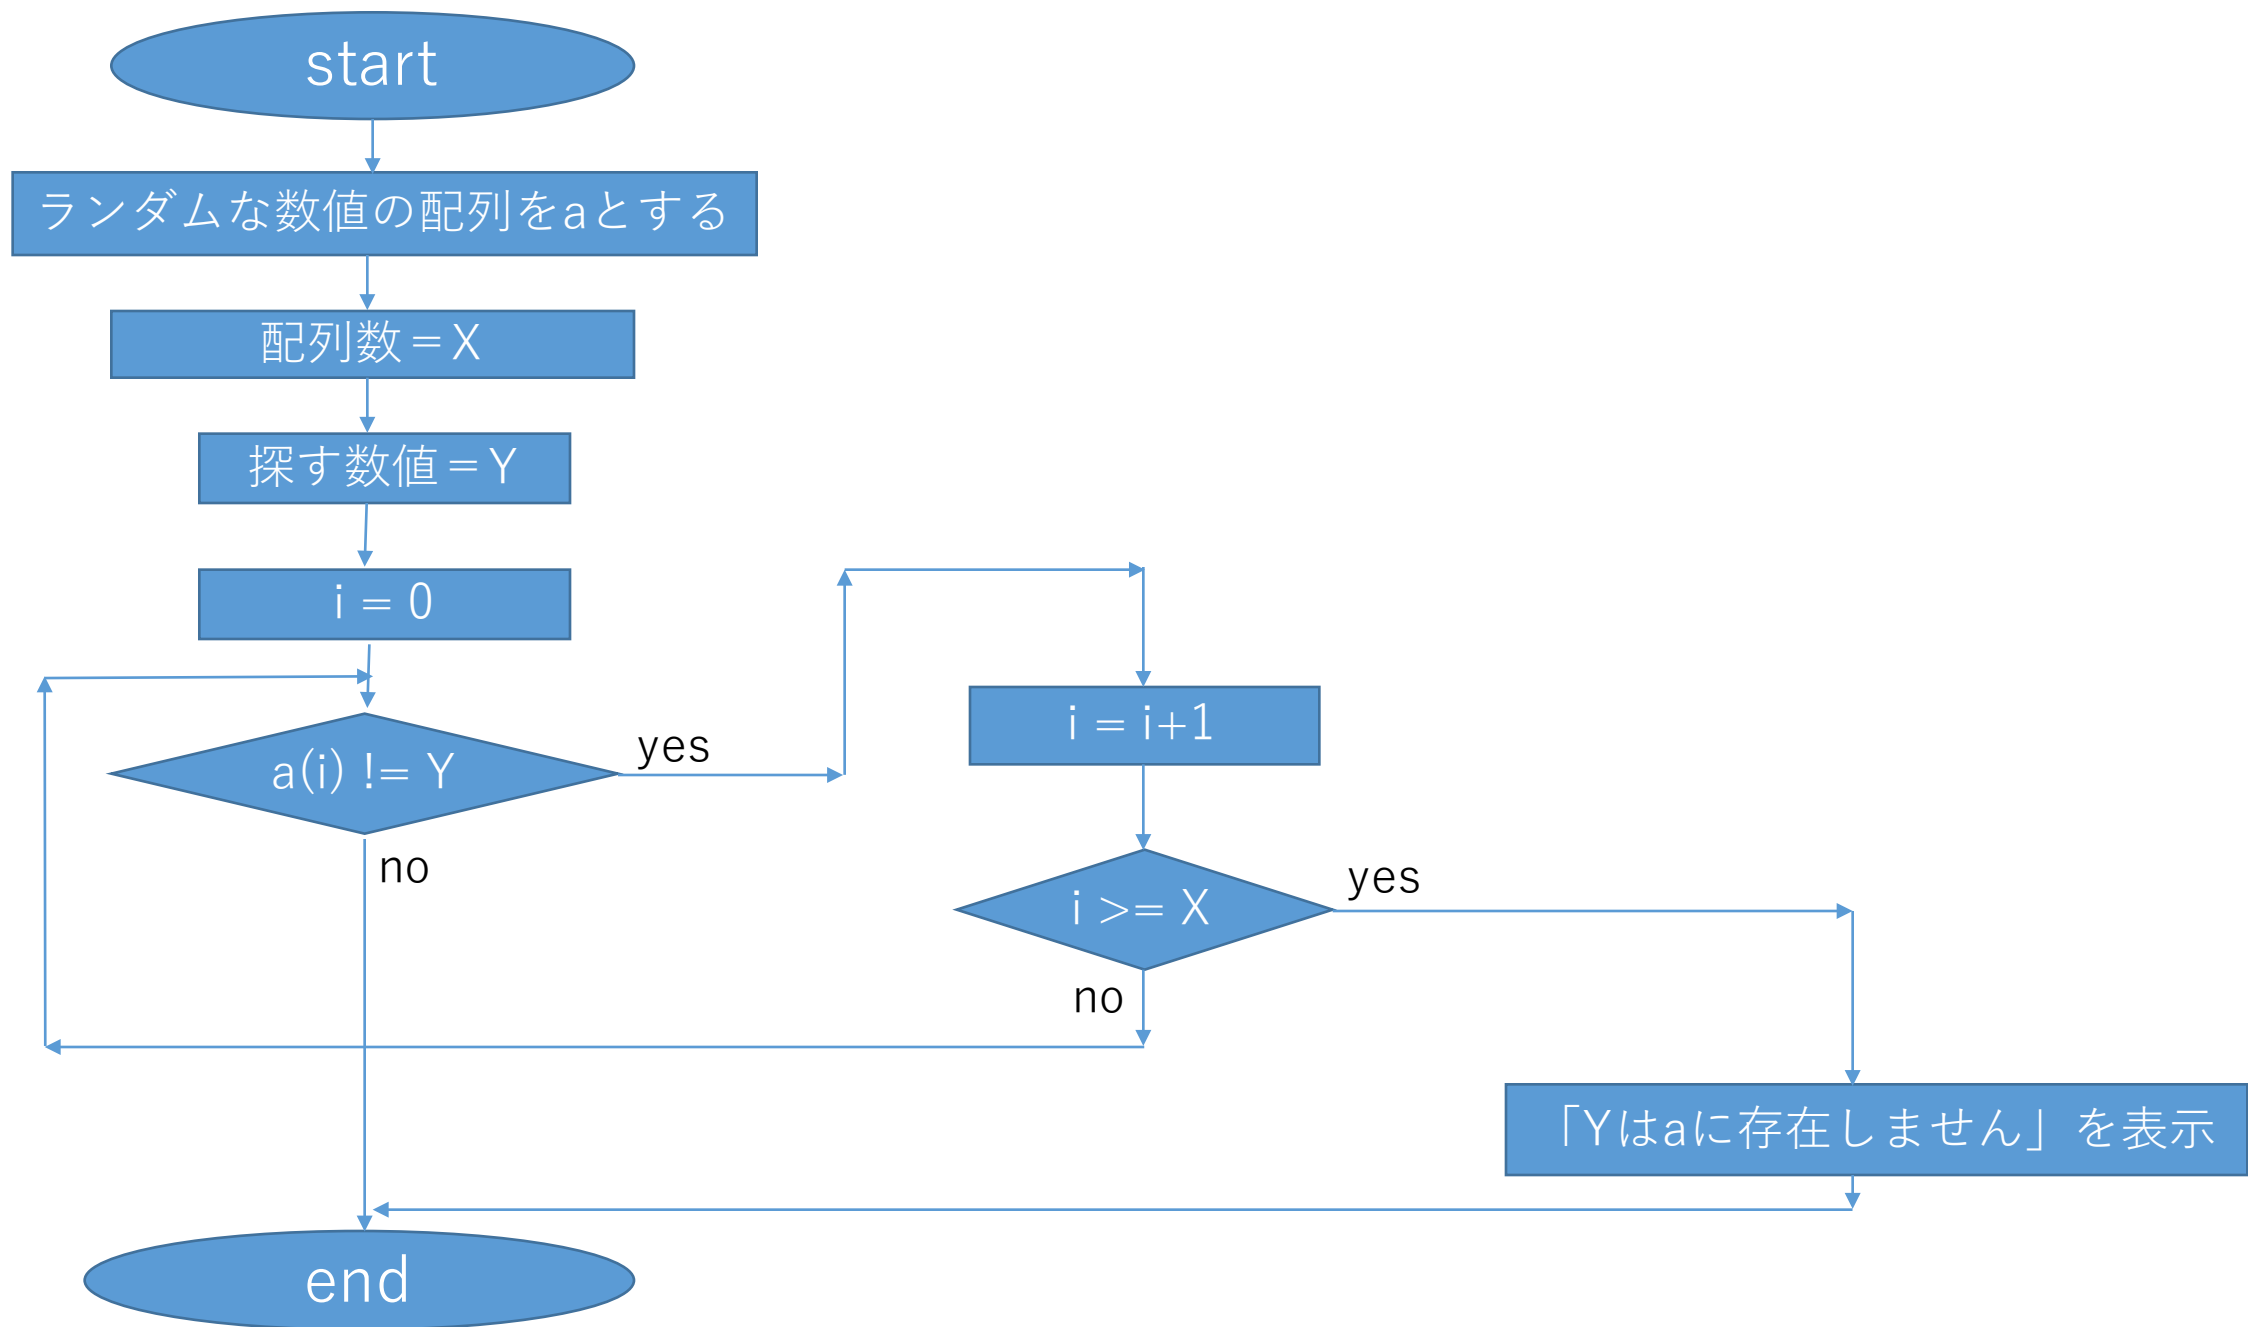 start
ランダムな数値の配列をaとする
配列数=X
探す数値=Y
i = 0
a(i) != Y
yes
no
i = i+1
i >= X
yes
no
「Yはaに存在しません」を表示
end